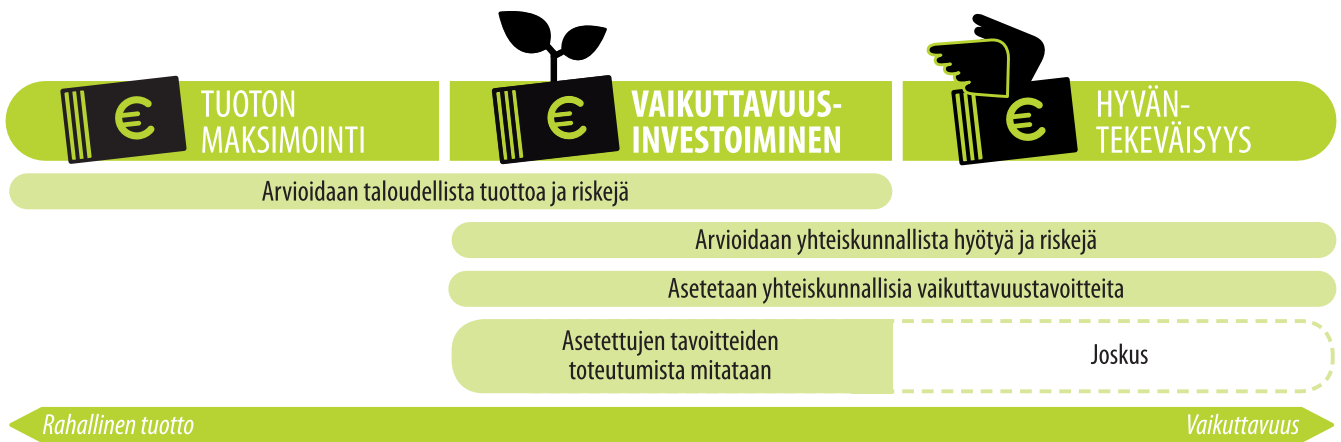 € TUOTON
MAKSIMOINTI
€ VAIKUTTAVUUS-
INVESTOIMINEN
€ HYVÄN-
TEKEVÄISYYS
Arvioidaan taloudellista tuottoa ja riskejä
Arvioidaan yhteiskunnallista hyötyä ja riskejä
Asetetaan yhteiskunnallisia vaikuttavuustavoitteita
Asetettujen tavoitteiden
toteutumista mitataan
Joskus
Rahallinen tuotto
Vaikuttavuus